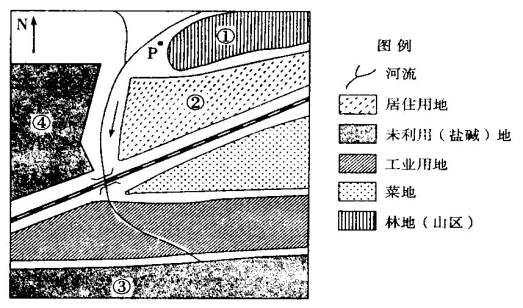 N
P
①
②
④
③
图例
河流
居住用地
未利用（盐碱）地
工业用地
菜地
林地（山区）